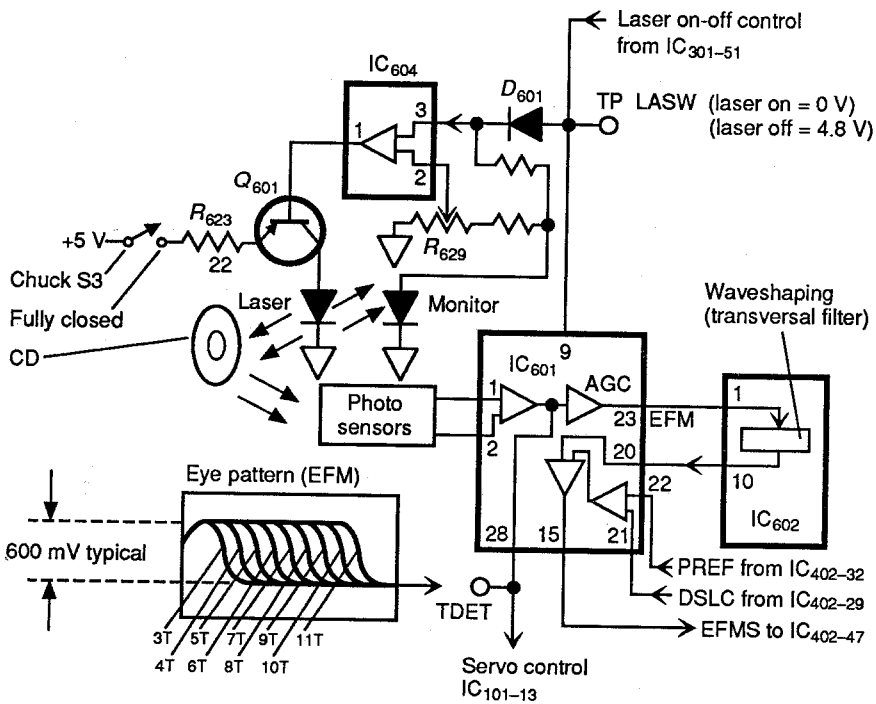 Laser on-off control
from IC301–51
IC604
D601
TP LASW (laser on = 0 V)
(laser off = 4.8 V)
3
1
2
Q601
R623
+5 V
22
R629
Chuck S3
Fully closed
CD
Laser
Monitor
Waveshaping
(transversal filter)
9
IC601
AGC
1
2
23
EFM
1
Photo
sensors
20
22
10
IC602
Eye pattern (EFM)
600 mV typical
28
15
21
PREF from IC402–32
DSLC from IC402–29
EFMS to IC402–47
TDET
3T
5T
7T
9T
11T
4T
6T
8T
10T
Servo control
IC101–13